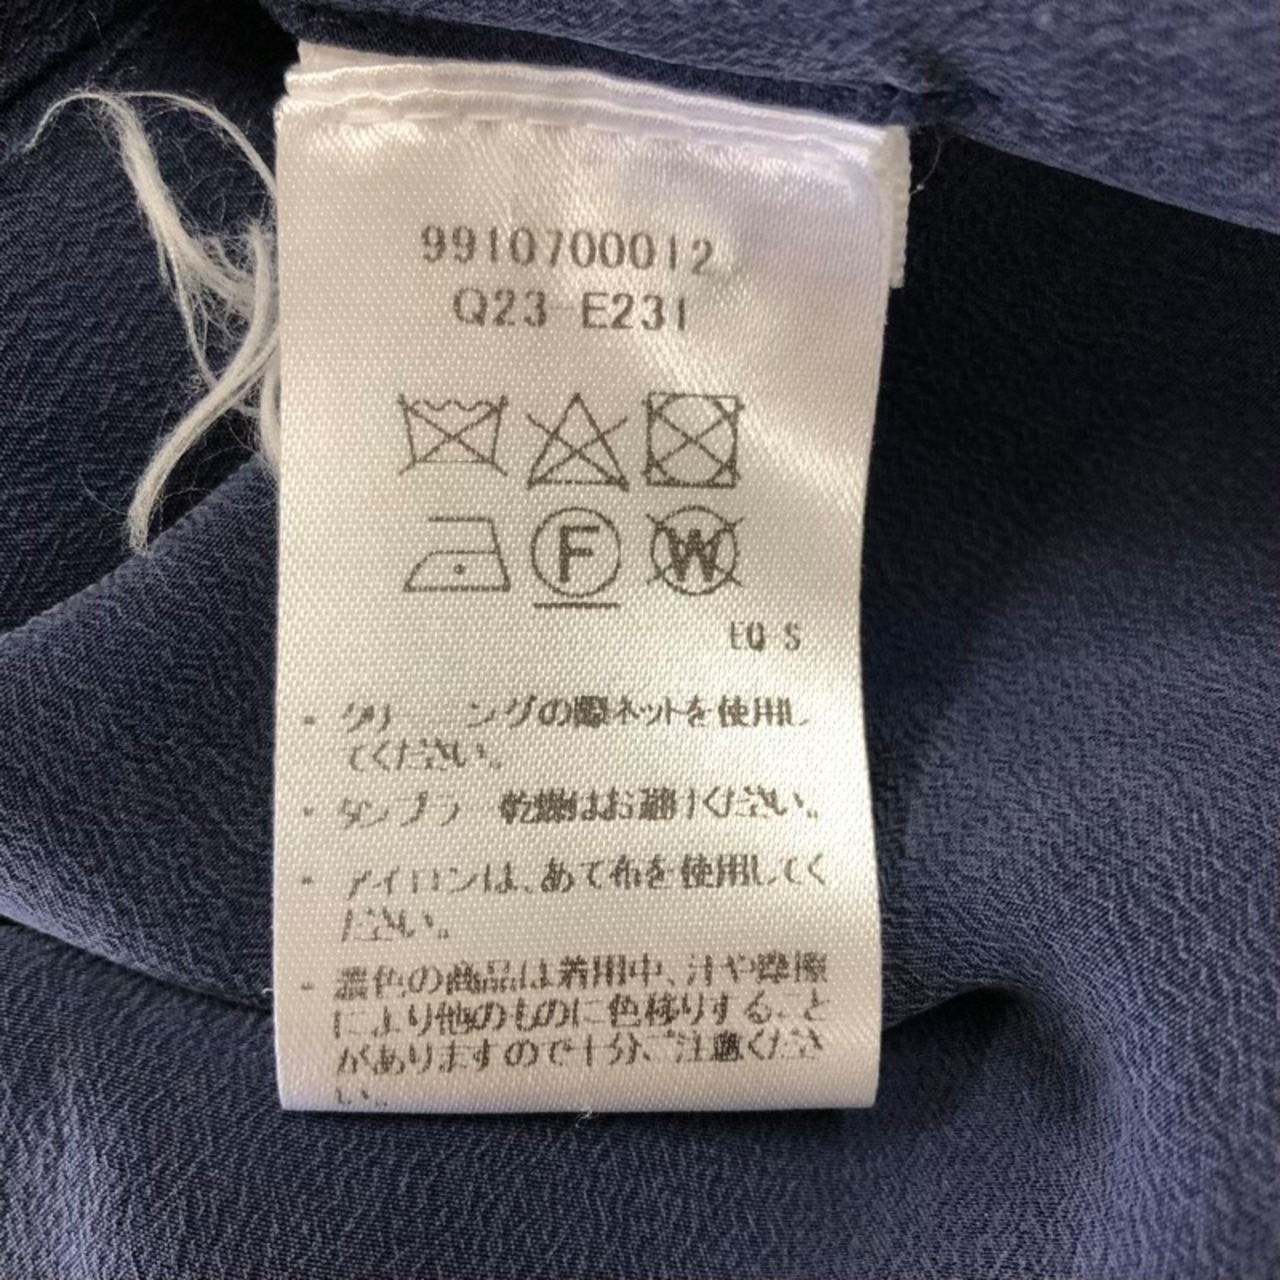 9910700012
Q23 E231
F W
EQ S
・クリーニングの際ネットを使用し
てください。
・タンブラー乾燥はお避けください。
・アイロンは、あて布を使用してく
ださい。
・濃色の商品は着用中、汗や摩擦
により他のものに色移りすること
がありますので十分、ご注意くださ
い。